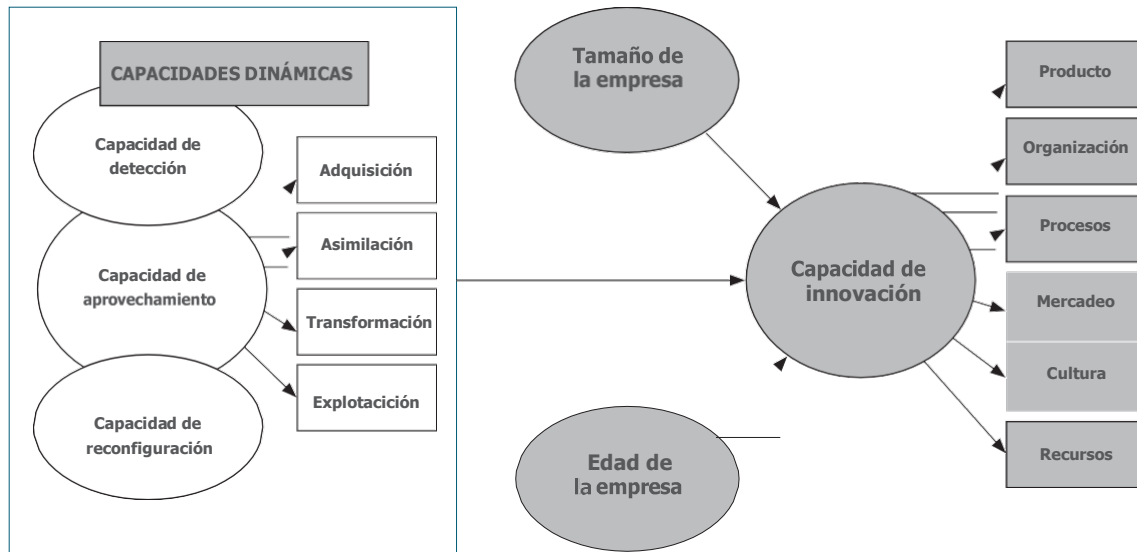 CAPACIDADES DINÁMICAS
Capacidad de
detección
Capacidad de
aprovechamiento
Capacidad de
reconfiguración
Adquisición
Asimilación
Transformación
Explotacición
Tamaño de
la empresa
Capacidad de
innovación
Edad de
la empresa
Producto
Organización
Procesos
Mercadeo
Cultura
Recursos